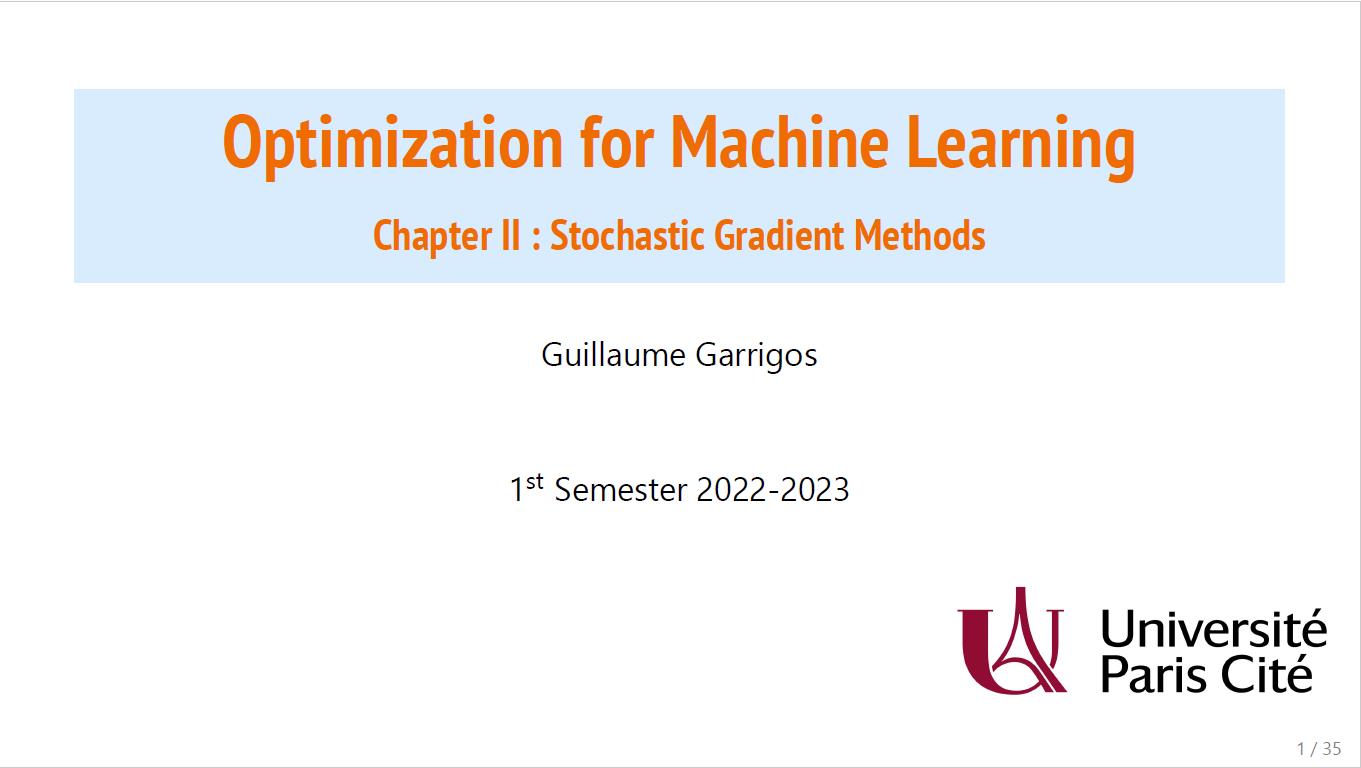 Optimization for Machine Learning
Chapter II : Stochastic Gradient Methods
Guillaume Garrigos
1st Semester 2022-2023
Université
Paris Cité
1 / 35